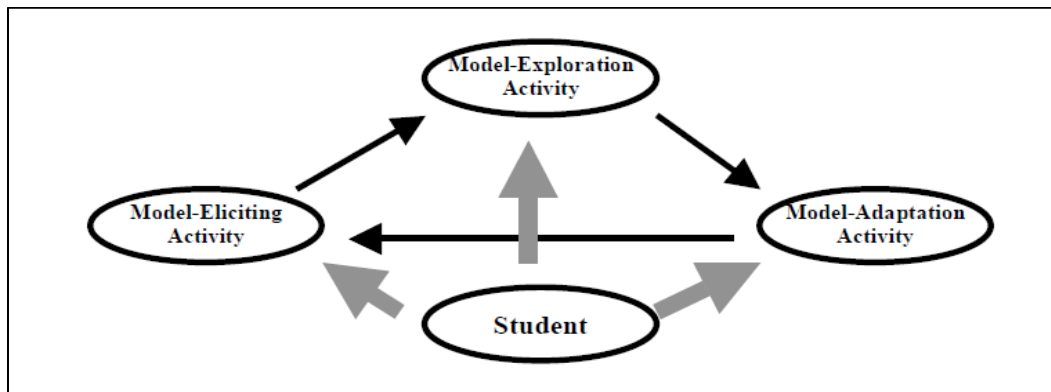 Model-Exploration
Activity
Model-Eliciting
Activity
Model-Adaptation
Activity
Student